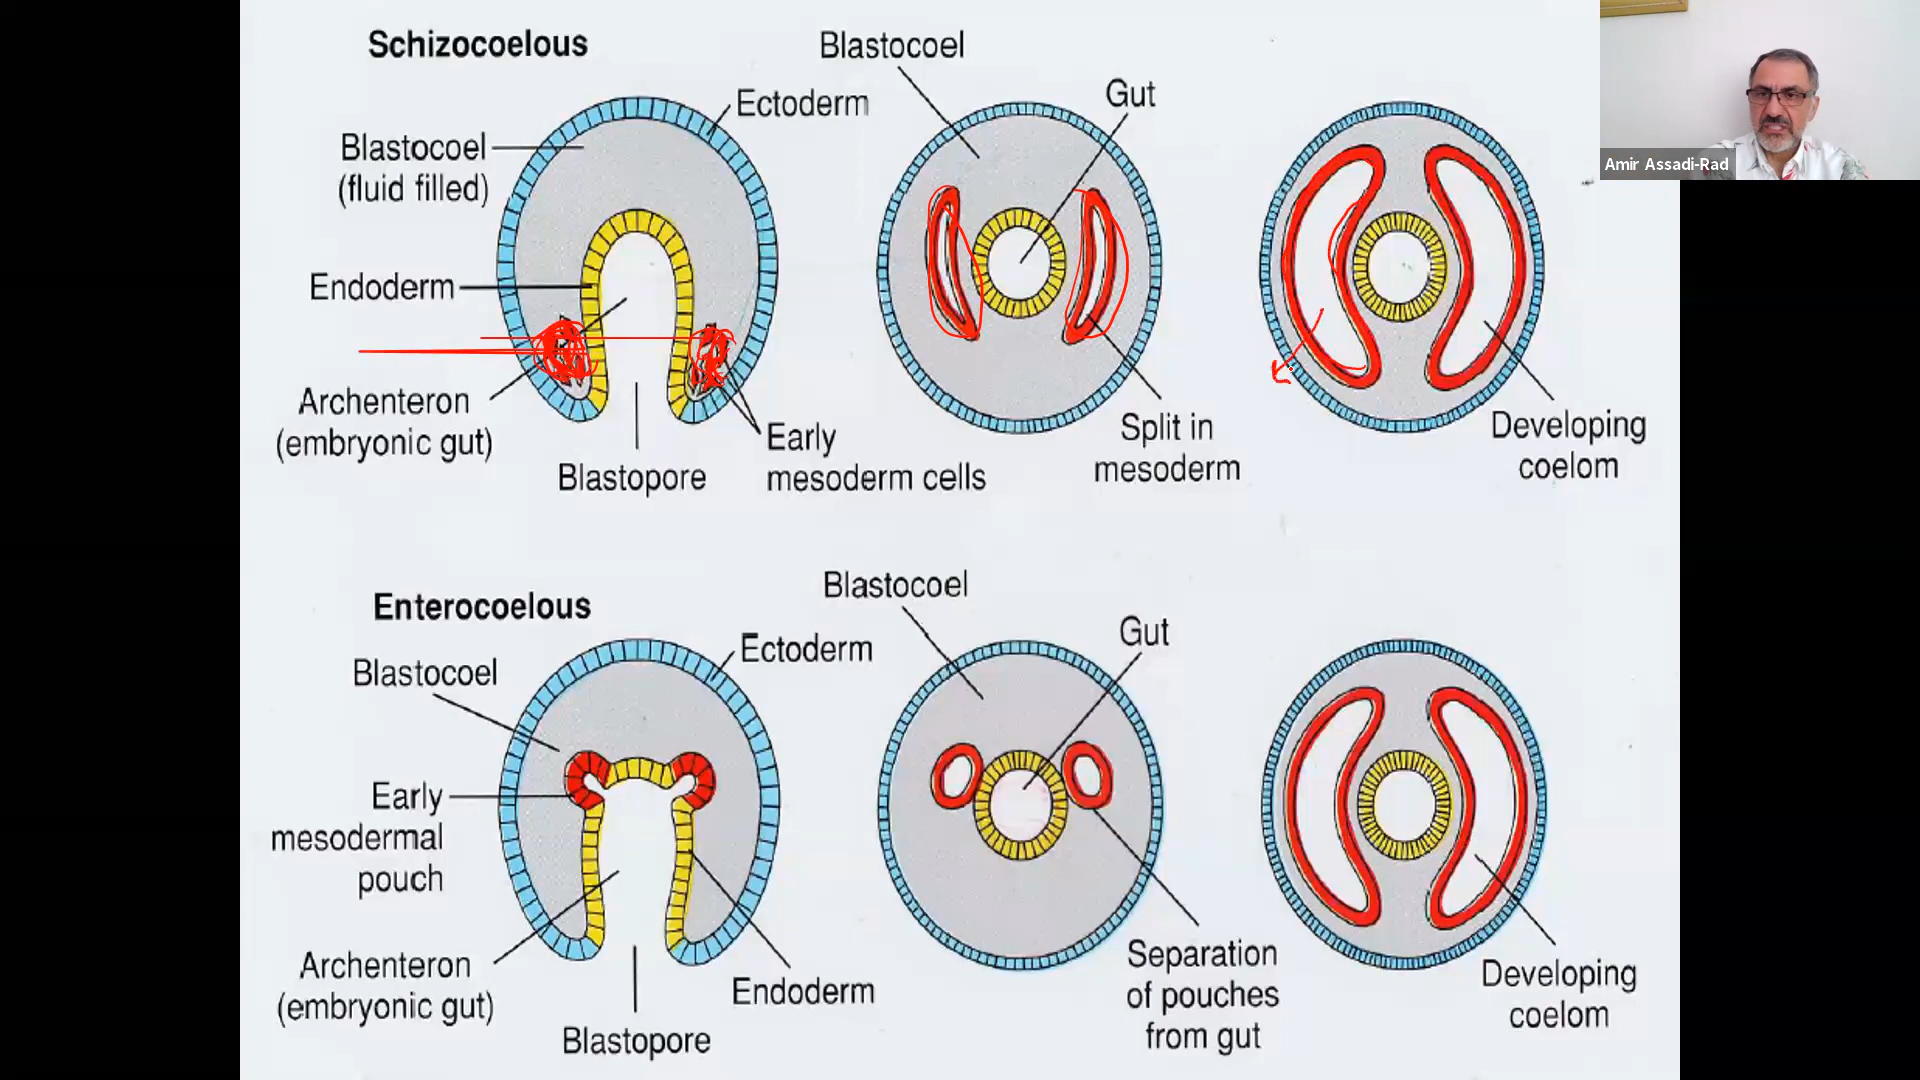 Schizocoelous
Blastocoel
Gut
Ectoderm
Blastocoel
(fluid filled)
Endoderm
Archenteron
(embryonic gut)
Blastopore
Early
mesoderm cells
Split in
mesoderm
Developing
coelom
Amir Assadi-Rad
Enterocoelous
Blastocoel
Gut
Ectoderm
Blastocoel
Early
mesodermal
pouch
Archenteron
(embryonic gut)
Blastopore
Endoderm
Separation
of pouches
from gut
Developing
coelom